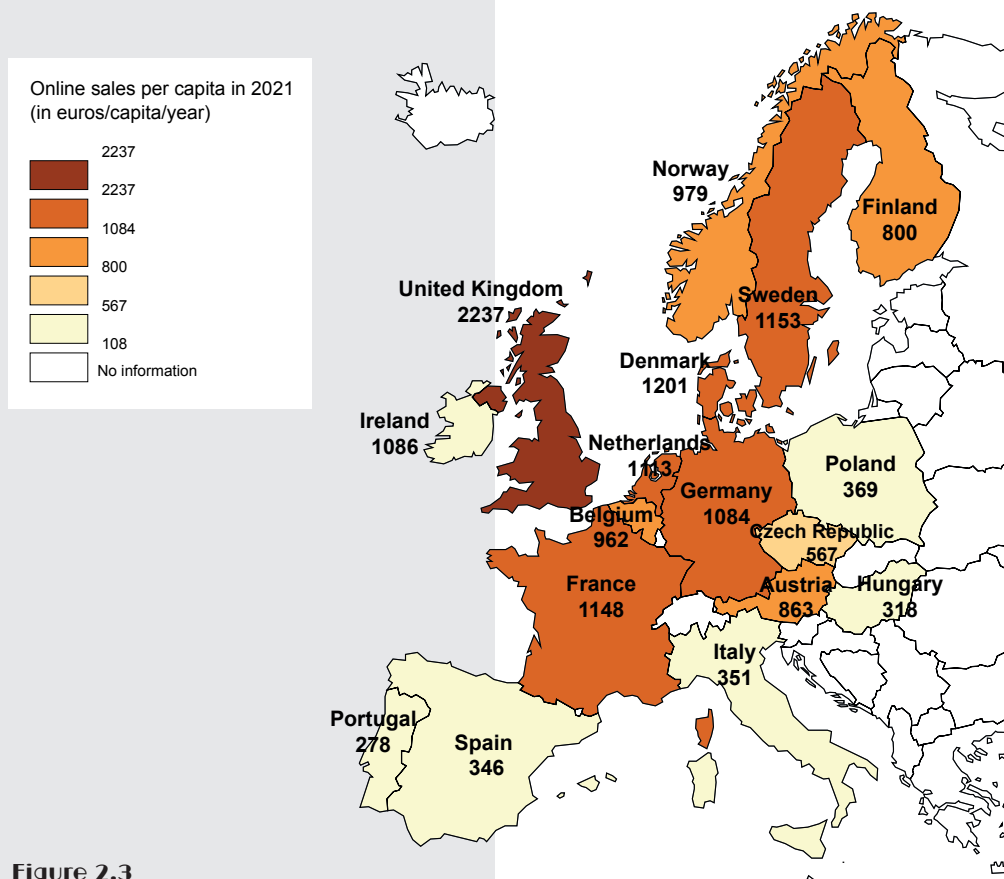 Online sales per capita in 2021
(in euros/capita/year)
2237
2237
1084
800
567
108
No information
Norway
979
Finland
800
United Kingdom
2237
Sweden
1153
Denmark
1201
Ireland
1086
Netherlands
1113
Poland
369
Germany
1084
Belgium
962
Czech Republic
567
France
1148
Austria
863
Hungary
318
Italy
351
Portugal
278
Spain
346
Figure 2.3